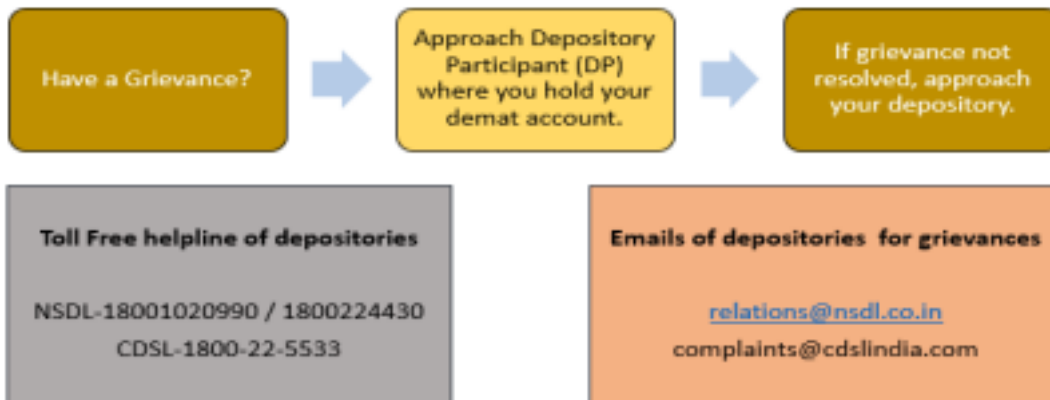 Have a Grievance?
Approach Depository
Participant (DP)
where you hold your
demat account.
If grievance not
resolved, approach
your depository.
Toll Free helpline of depositories
NSDL-18001020990 / 1800224430
CDSL-1800-22-5533
Emails of depositories for grievances
relations@nsdl.co.in
complaints@cdslindia.com